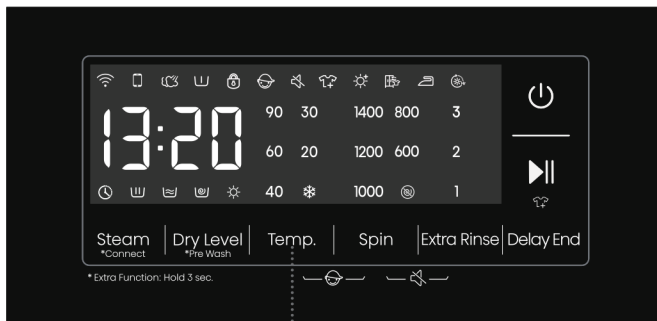 13:20
90 30 1400 800 3
60 20 1200 600 2
40 1000 1
Steam Dry Level Temp. Spin Extra Rinse Delay End
*Connect *Pre Wash
* Extra Function: Hold 3 sec.